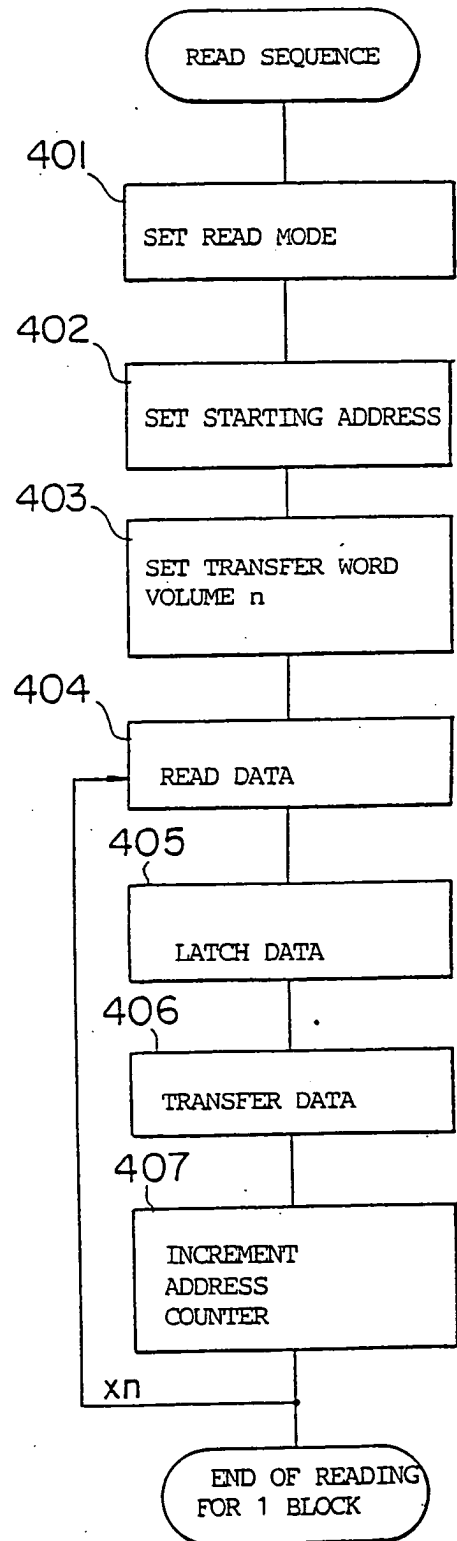 READ SEQUENCE
401
SET READ MODE
402
SET STARTING ADDRESS
403
SET TRANSFER WORD
VOLUME n
404
READ DATA
405
LATCH DATA
406
TRANSFER DATA
407
INCREMENT
ADDRESS
COUNTER
xn
END OF READING
FOR 1 BLOCK